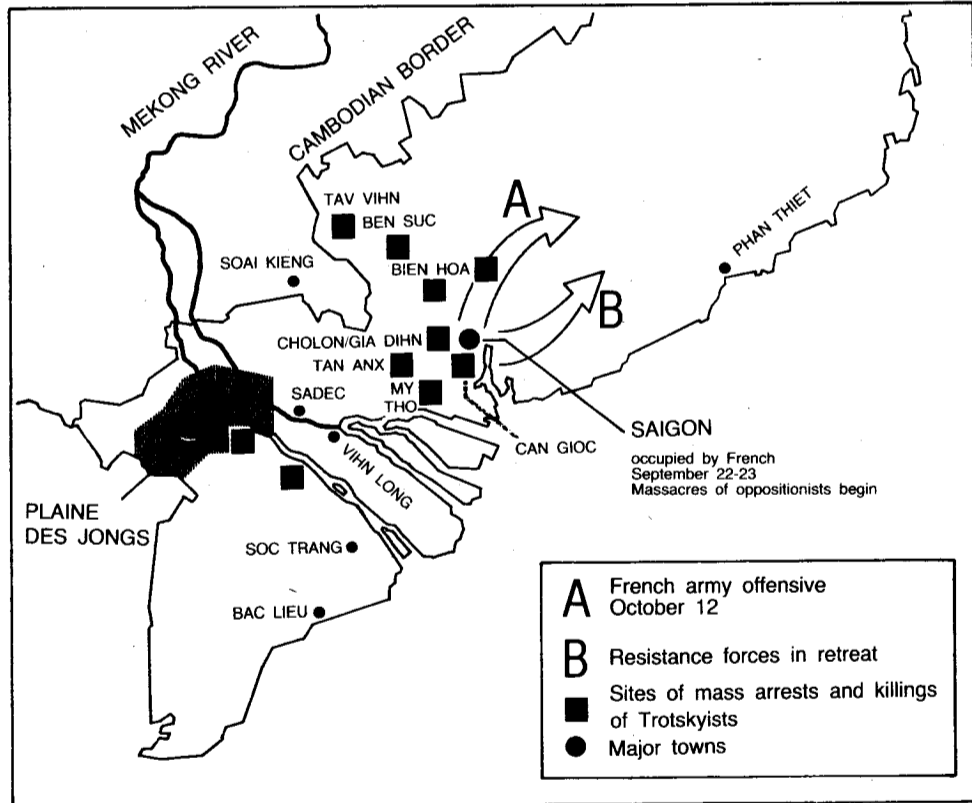 MEKONG RIVER
CAMBODIAN BORDER
TAV VIHN
BEN SUC
A
PHAN THIET
SOAI KIENG
BIEN HOA
B
CHOLON/GIA DIHN
TAN ANX
MY
THO
SADEC
CAN GIOC
SAIGON
occupied by French
September 22-23
Massacres of oppositionists begin
VIHN LONG
PLAINE
DES JONGS
SOC TRANG
BAC LIEU
A French army offensive
October 12
B Resistance forces in retreat
Sites of mass arrests and killings
of Trotskyists
Major towns